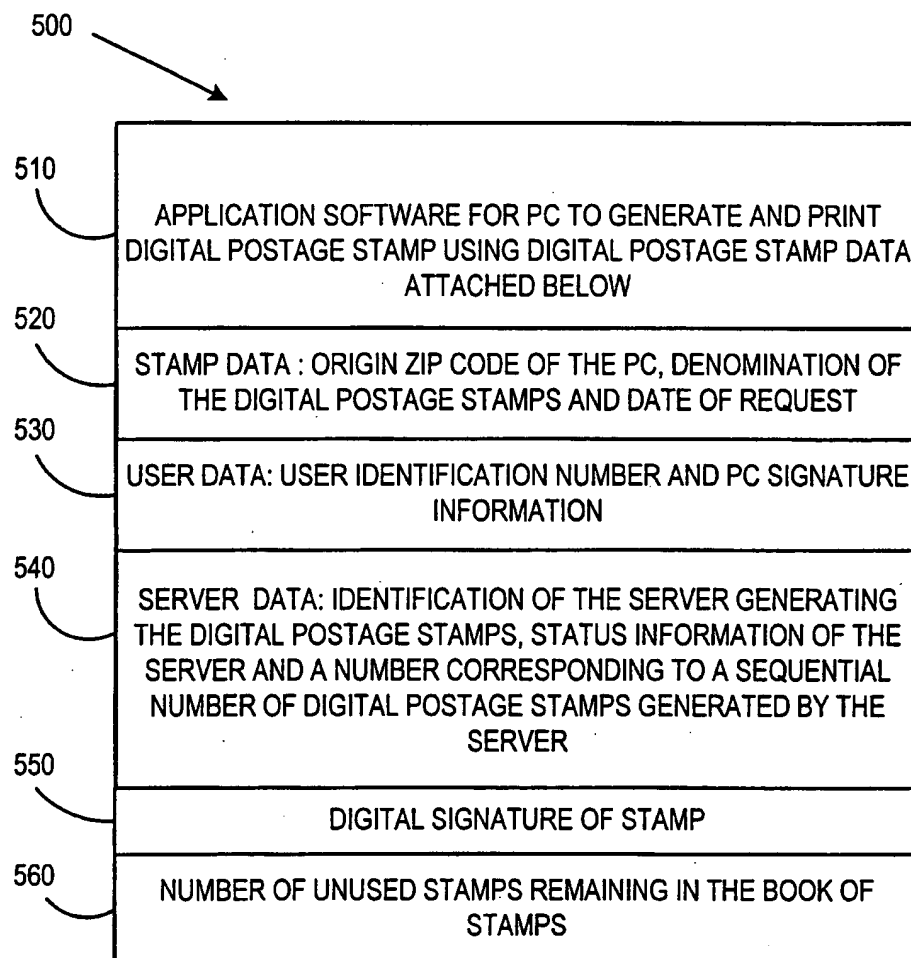 500
510
APPLICATION SOFTWARE FOR PC TO GENERATE AND PRINT
DIGITAL POSTAGE STAMP USING DIGITAL POSTAGE STAMP DATA
ATTACHED BELOW
520
STAMP DATA : ORIGIN ZIP CODE OF THE PC, DENOMINATION OF
THE DIGITAL POSTAGE STAMPS AND DATE OF REQUEST
530
USER DATA: USER IDENTIFICATION NUMBER AND PC SIGNATURE
INFORMATION
540
SERVER DATA: IDENTIFICATION OF THE SERVER GENERATING
THE DIGITAL POSTAGE STAMPS, STATUS INFORMATION OF THE
SERVER AND A NUMBER CORRESPONDING TO A SEQUENTIAL
NUMBER OF DIGITAL POSTAGE STAMPS GENERATED BY THE
SERVER
550
DIGITAL SIGNATURE OF STAMP
560
NUMBER OF UNUSED STAMPS REMAINING IN THE BOOK OF
STAMPS